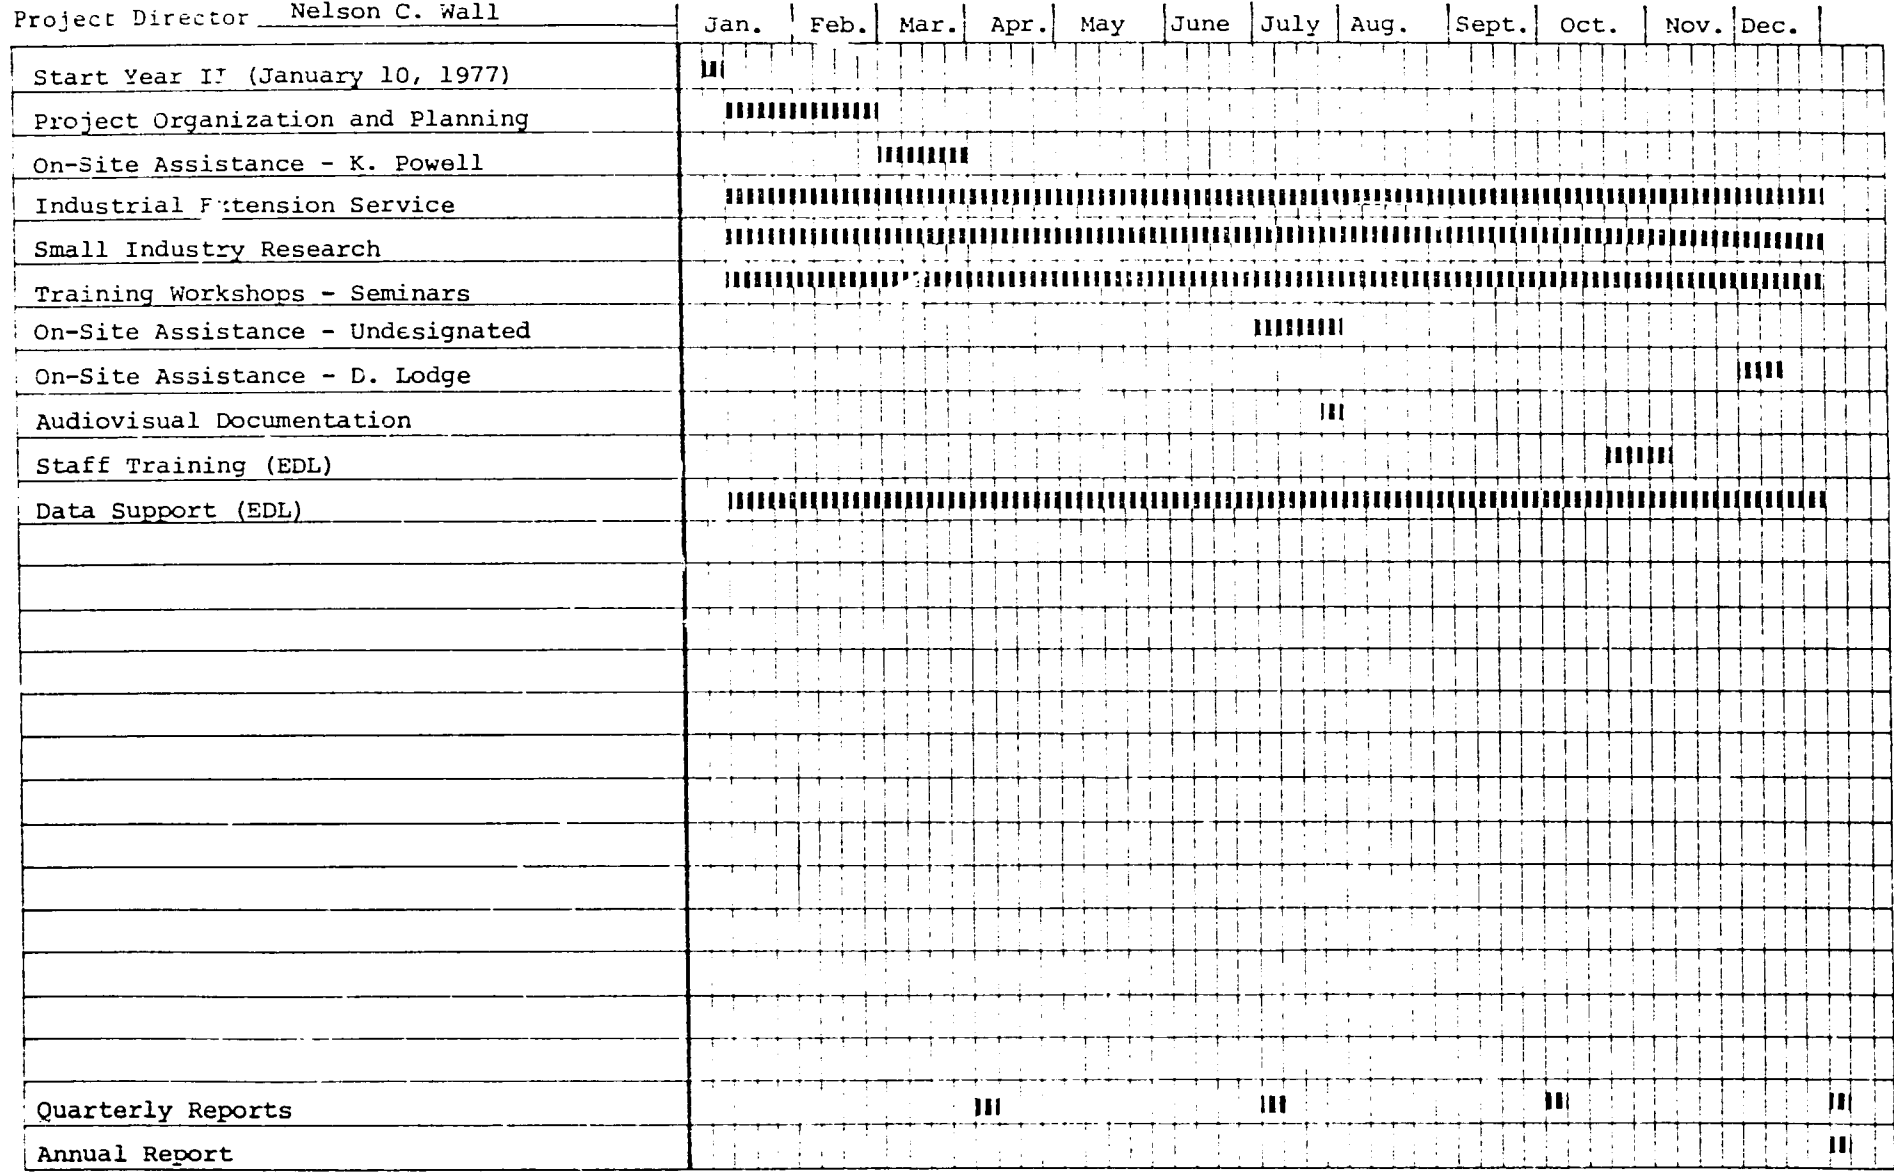 Project Director Nelson C. Wall
Jan. Feb. Mar. Apr. May June July Aug. Sept. Oct. Nov. Dec.
Start Year II (January 10, 1977)
Project Organization and Planning
On-Site Assistance - K. Powell
Industrial Extension Service
Small Industry Research
Training Workshops - Seminars
On-Site Assistance - Undesignated
On-Site Assistance - D. Lodge
Audiovisual Documentation
Staff Training (EDL)
Data Support (EDL)
Quarterly Reports
Annual Report